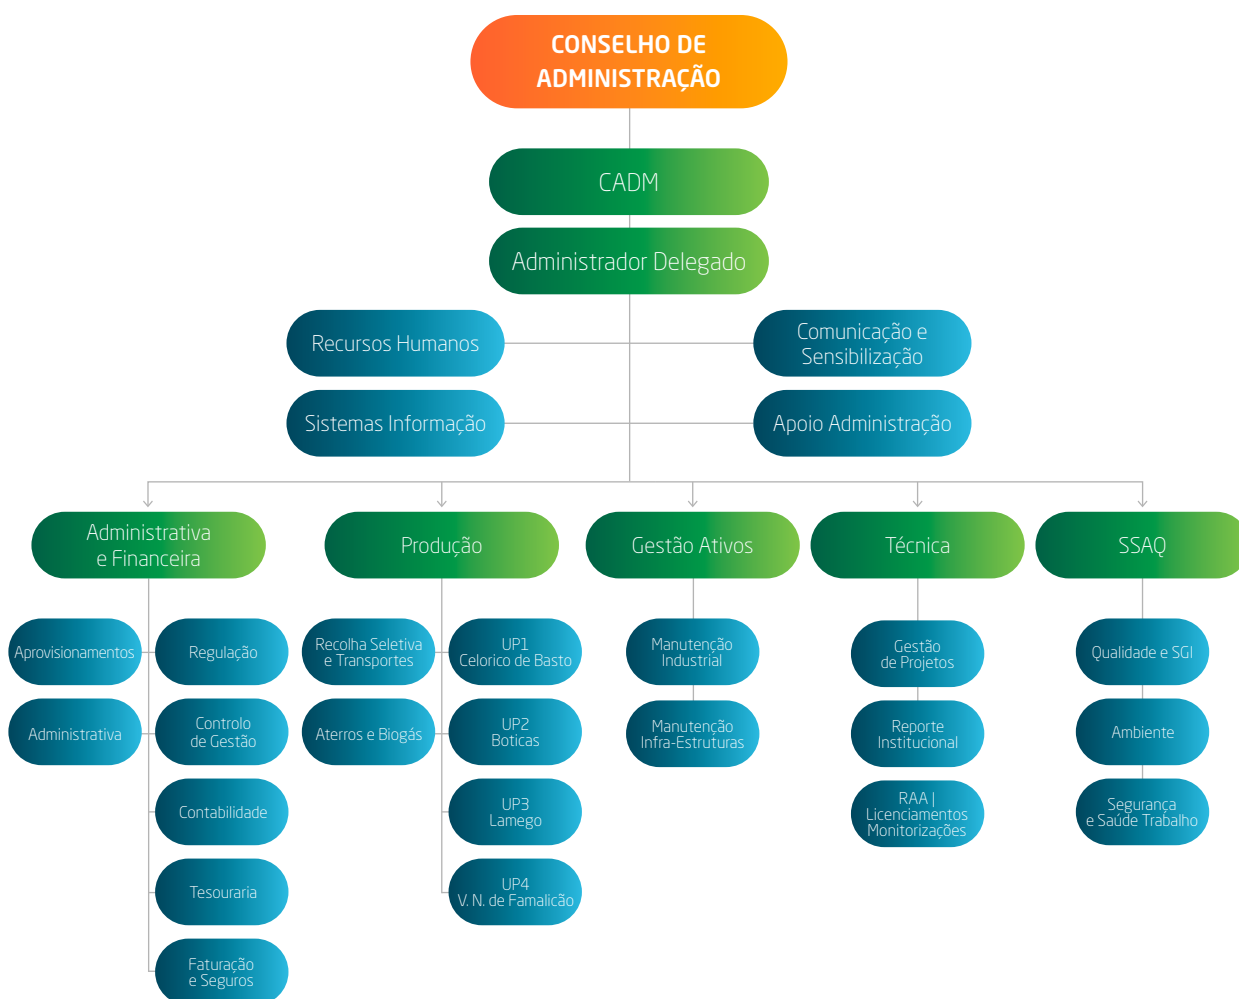 CONSELHO DE
ADMINISTRAÇÃO
CADM
Administrador Delegado
Recursos Humanos
Comunicação e
Sensibilização
Sistemas Informação
Apoio Administração
Administrativa
e Financeira
Produção
Gestão Ativos
Técnica
SSAQ
Aprovisionamentos
Regulação
Administrativa
Controlo
de Gestão
Contabilidade
Tesouraria
Faturação
e Seguros
Recolha Seletiva
e Transportes
UP1
Celorico de Basto
Aterros e Biogás
UP2
Boticas
UP3
Lamego
UP4
V. N. de Famalicão
Manutenção
Industrial
Manutenção
Infra-Estruturas
Gestão
de Projetos
Reporte
Institucional
RAA |
Licenciamentos
Monitorizações
Qualidade e SGI
Ambiente
Segurança
e Saúde Trabalho